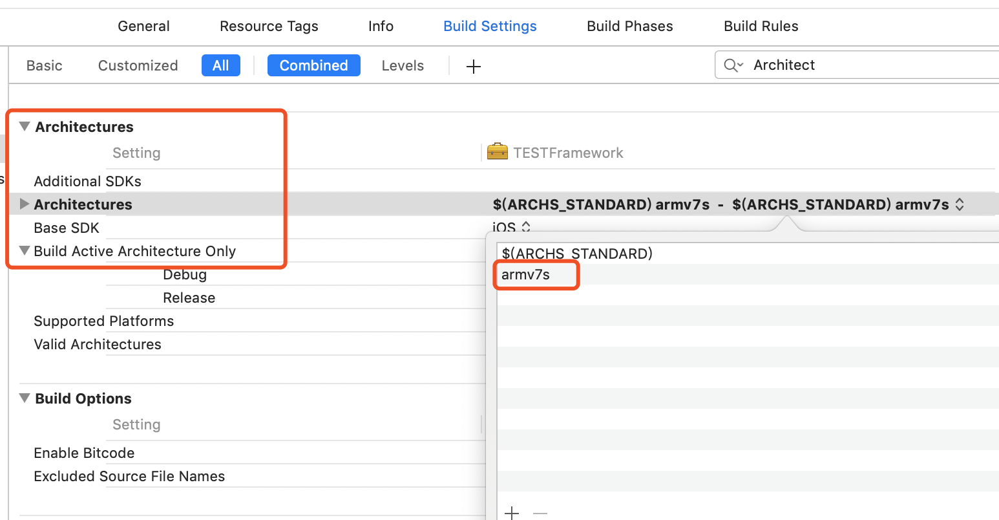 General Resource Tags Info Build Settings Build Phases Build Rules
Basic Customized All Combined Levels Architect
Architectures
Setting TESTFramework
s
Additional SDKs
Architectures $(ARCHS_STANDARD) armv7s - $(ARCHS_STANDARD) armv7s
Base SDK iOS
Build Active Architecture Only $(ARCHS_STANDARD)
Debug armv7s
Release
Supported Platforms
Valid Architectures
Build Options
Setting
Enable Bitcode
Excluded Source File Names